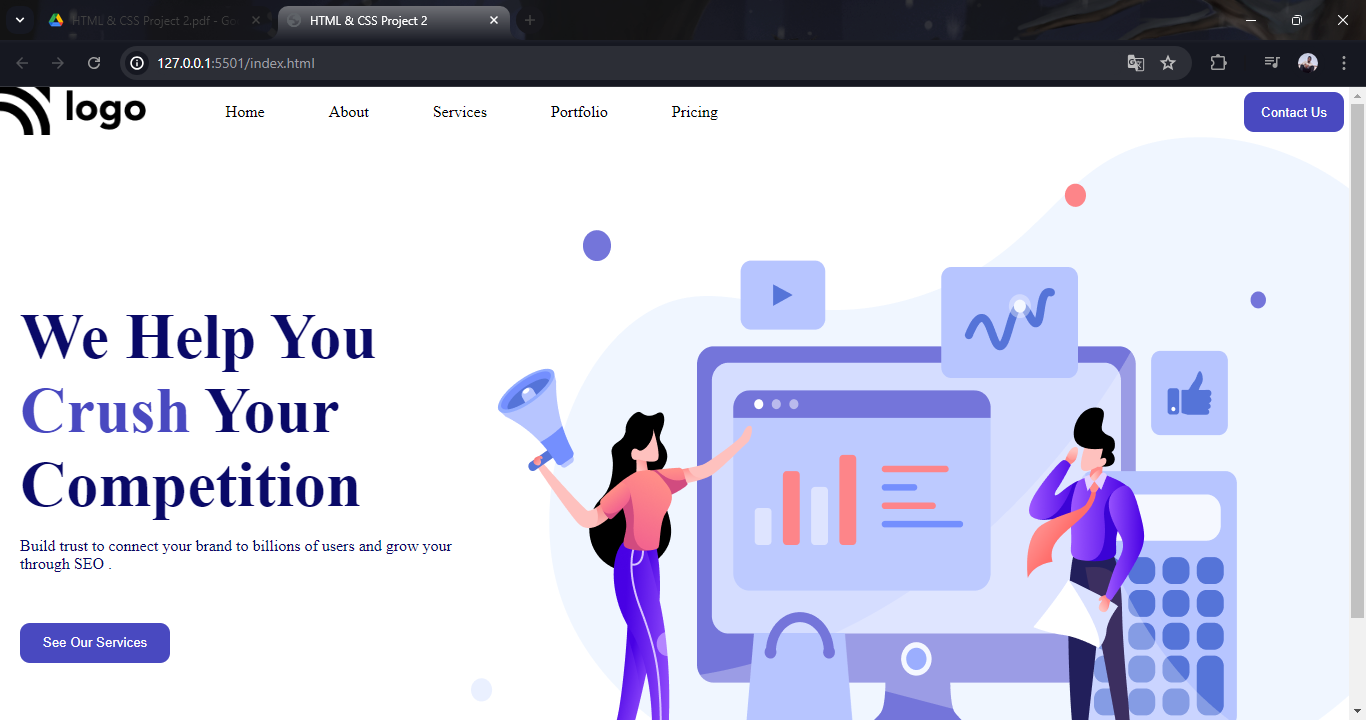 HTML & CSS Project 2.pdf - Go
HTML & CSS Project 2
127.0.0.1:5501/index.html
logo
Home
About
Services
Portfolio
Pricing
Contact Us
We Help You
Crush Your
Competition
Build trust to connect your brand to billions of users and grow your
through SEO .
See Our Services